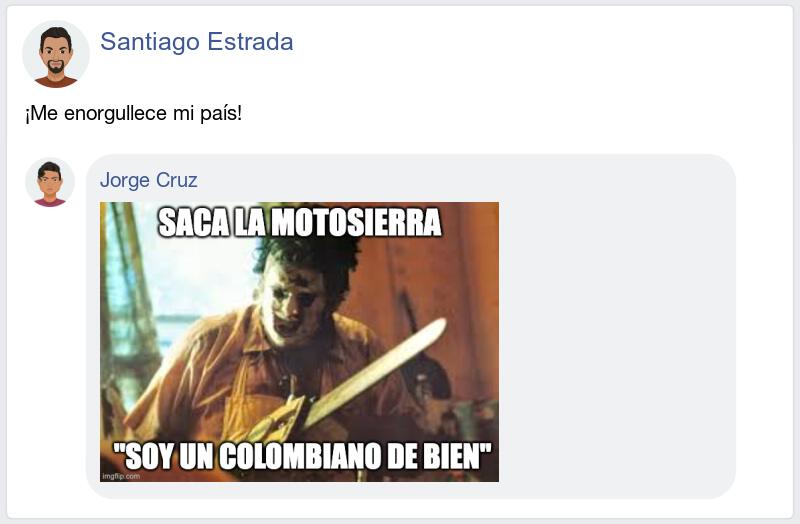 Santiago Estrada
¡Me enorgullece mi país!
Jorge Cruz
SACA LA MOTOSIERRA
"SOY UN COLOMBIANO DE BIEN"
imgflip.com